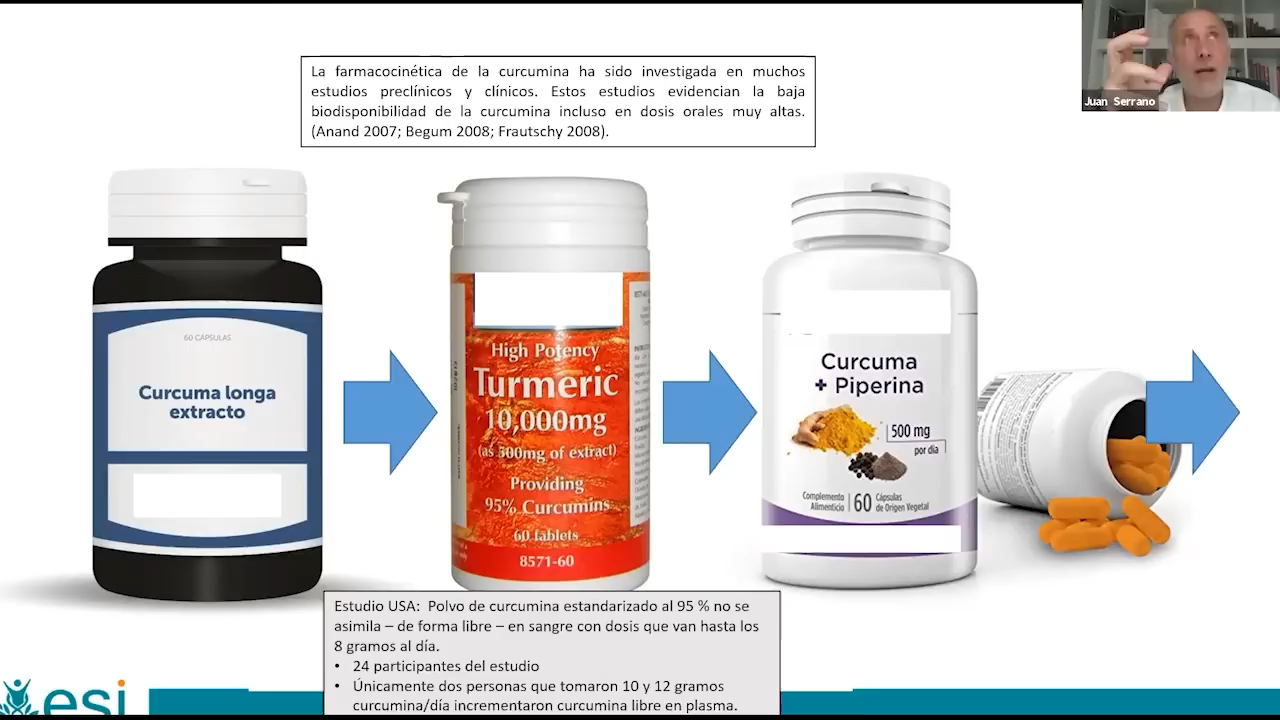 La farmacocinética de la curcumina ha sido investigada en muchos
estudios preclínicos y clínicos. Estos estudios evidencian la baja
biodisponibilidad de la curcumina incluso en dosis orales muy altas.
(Anand 2007; Begum 2008; Frautschy 2008).
Juan Serrano
60 CAPSULAS
Curcuma longa
extracto
High Potency
Turmeric
10,000mg
(as 500mg of extract)
Providing
95% Curcumins
60 tablets
8571-60
Curcuma
+ Piperina
500 mg
por día
Complemento
Alimenticio
60
Cápsulas
de Origen Vegetal
Estudio USA: Polvo de curcumina estandarizado al 95 % no se
asimila – de forma libre – en sangre con dosis que van hasta los
8 gramos al día.
• 24 participantes del estudio
• Únicamente dos personas que tomaron 10 y 12 gramos
curcumina/día incrementaron curcumina libre en plasma.
esi